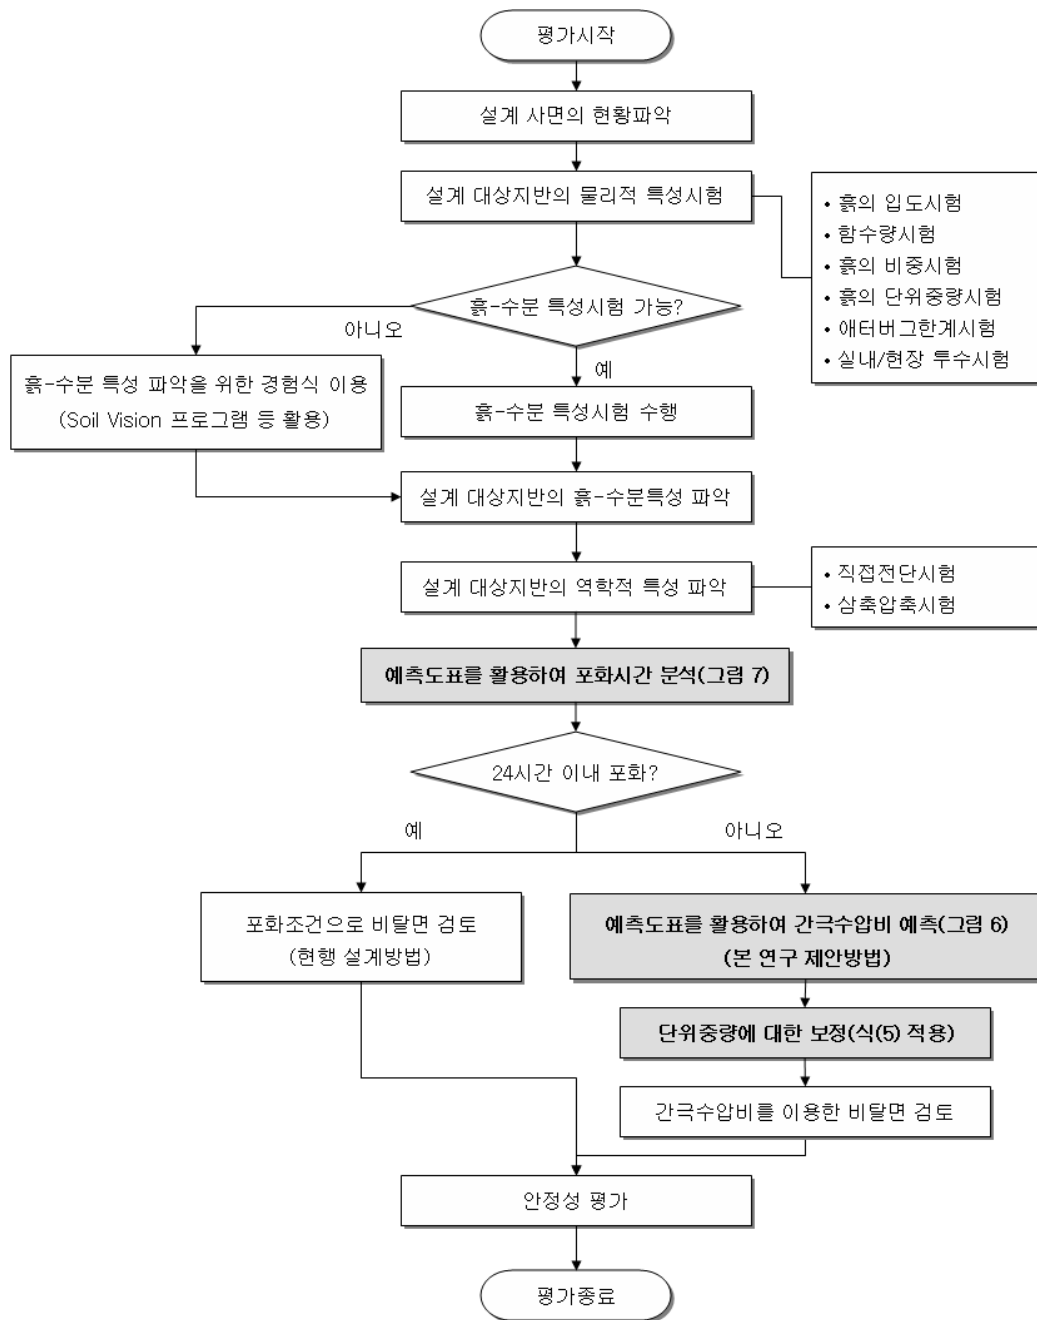 평가시작
설계 사면의 현황파악
설계 대상지반의 물리적 특성시험
• 흙의 입도시험
• 함수량시험
• 흙의 비중시험
• 흙의 단위중량시험
• 애터버그한계시험
• 실내/현장 투수시험
흙-수분 특성시험 가능?
아니오
예
흙-수분 특성 파악을 위한 경험식 이용
(Soil Vision 프로그램 등 활용)
흙-수분 특성시험 수행
설계 대상지반의 흙-수분특성 파악
설계 대상지반의 역학적 특성 파악
• 직접전단시험
• 삼축압축시험
예측도표를 활용하여 포화시간 분석(그림 7)
24시간 이내 포화?
예
아니오
포화조건으로 비탈면 검토
(현행 설계방법)
예측도표를 활용하여 간극수압비 예측(그림 6)
(본 연구 제안방법)
단위중량에 대한 보정(식(5) 적용)
간극수압비를 이용한 비탈면 검토
안정성 평가
평가종료